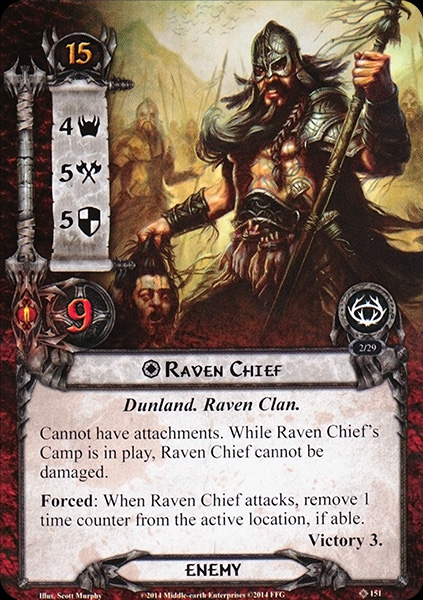 15
4
5
5
9
2/29
Raven Chief
Dunland. Raven Clan.
Cannot have attachments. While Raven Chief's
Camp is in play, Raven Chief cannot be
damaged.
Forced: When Raven Chief attacks, remove 1
time counter from the active location, if able.
Victory 3.
ENEMY
Illus. Scott Murphy ©2014 Middle-earth Enterprises ©2014 FFG 151